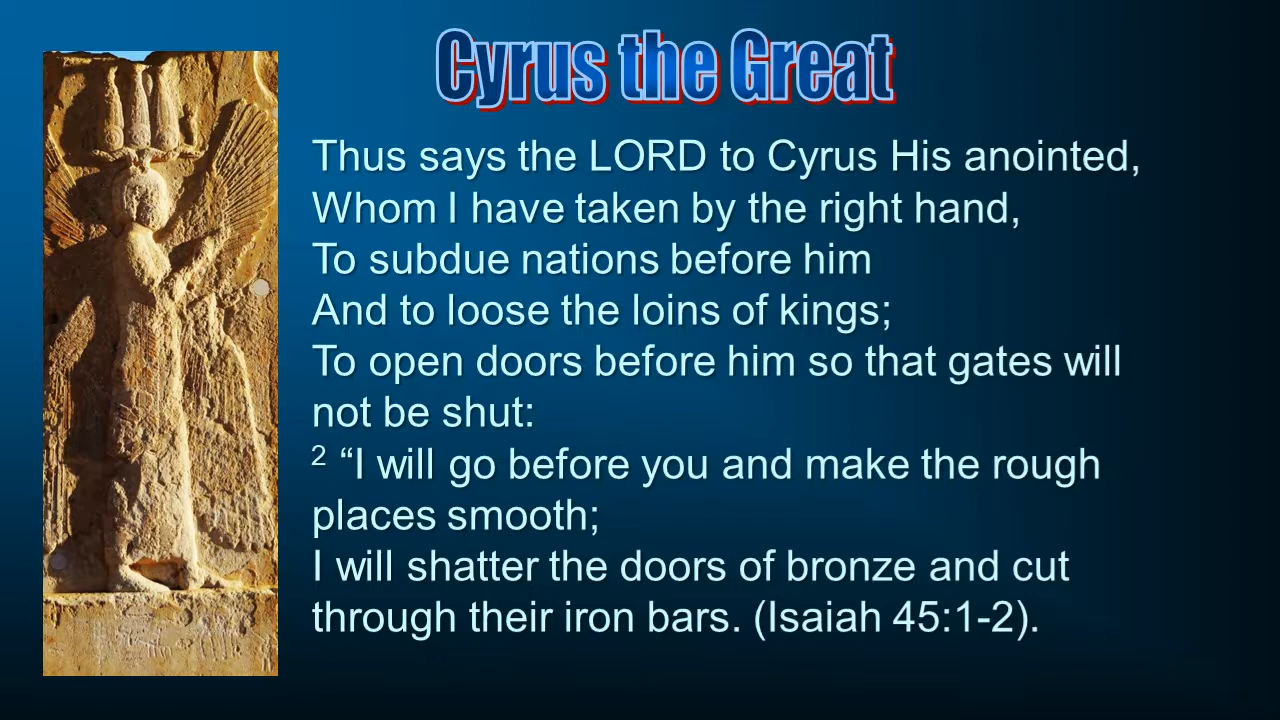 Cyrus the Great
Thus says the LORD to Cyrus His anointed,
Whom I have taken by the right hand,
To subdue nations before him
And to loose the loins of kings;
To open doors before him so that gates will
not be shut:
2 “I will go before you and make the rough
places smooth;
I will shatter the doors of bronze and cut
through their iron bars. (Isaiah 45:1-2).